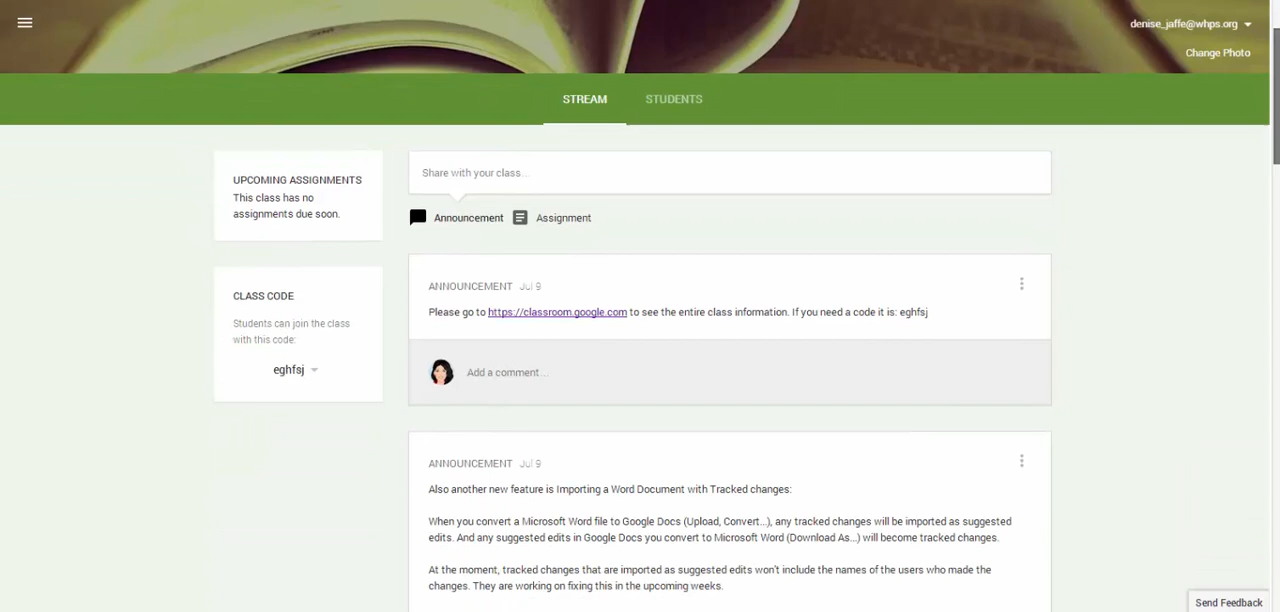 denise_jaffe@whps.org
Change Photo
STREAM
STUDENTS
UPCOMING ASSIGNMENTS
This class has no
assignments due soon.
Share with your class...
Announcement
Assignment
CLASS CODE
Students can join the class
with this code:
eghfsj
ANNOUNCEMENT Jul 9
Please go to https://classroom.google.com to see the entire class information. If you need a code it is: eghfsj
Add a comment...
ANNOUNCEMENT Jul 9
Also another new feature is Importing a Word Document with Tracked changes:
When you convert a Microsoft Word file to Google Docs (Upload, Convert...), any tracked changes will be imported as suggested
edits. And any suggested edits in Google Docs you convert to Microsoft Word (Download As...) will become tracked changes.
At the moment, tracked changes that are imported as suggested edits won't include the names of the users who made the
changes. They are working on fixing this in the upcoming weeks.
Send Feedback